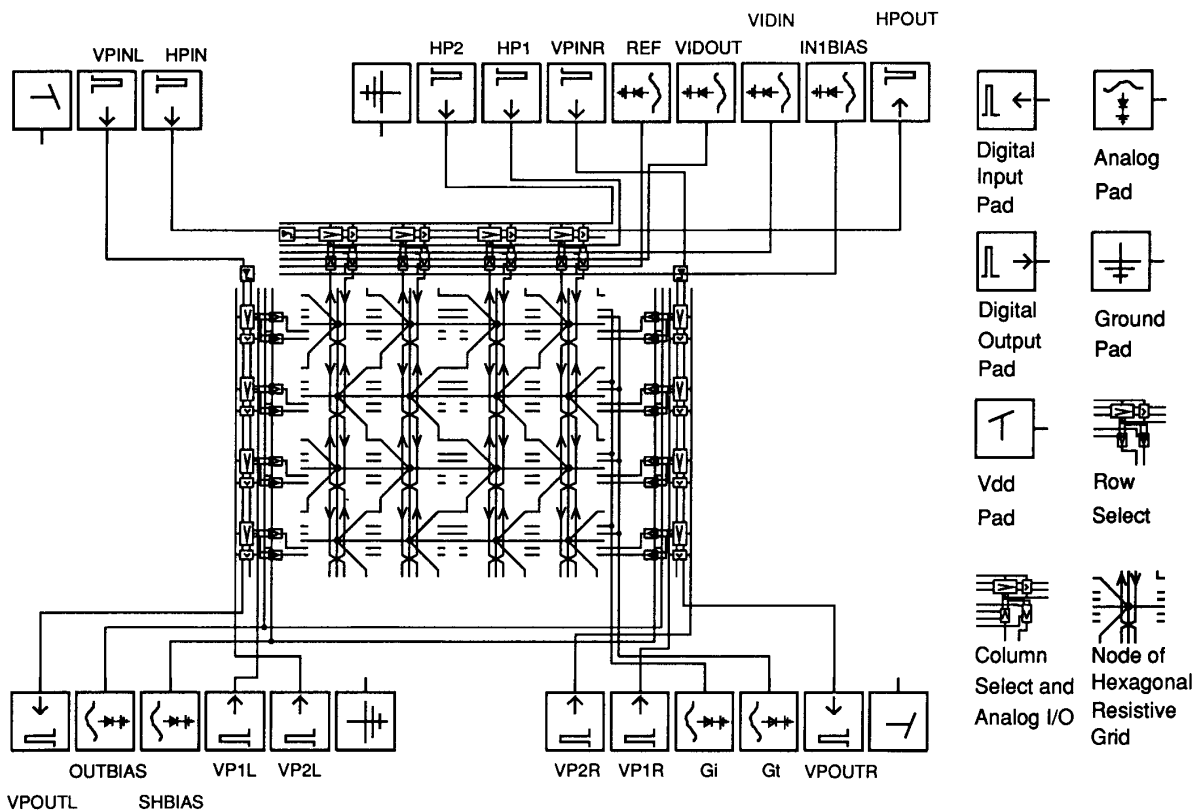 VIDIN
HPOUT
VPINL
HPIN
HP2
HP1
VPINR
REF
VIDOUT
IN1BIAS
Digital
Input
Pad
Analog
Pad
Digital
Output
Pad
Ground
Pad
Vdd
Pad
Row
Select
Column
Select and
Analog I/O
Node of
Hexagonal
Resistive
Grid
OUTBIAS
VP1L
VP2L
VP2R
VP1R
Gi
Gt
VPOUTR
VPOUTL
SHBIAS